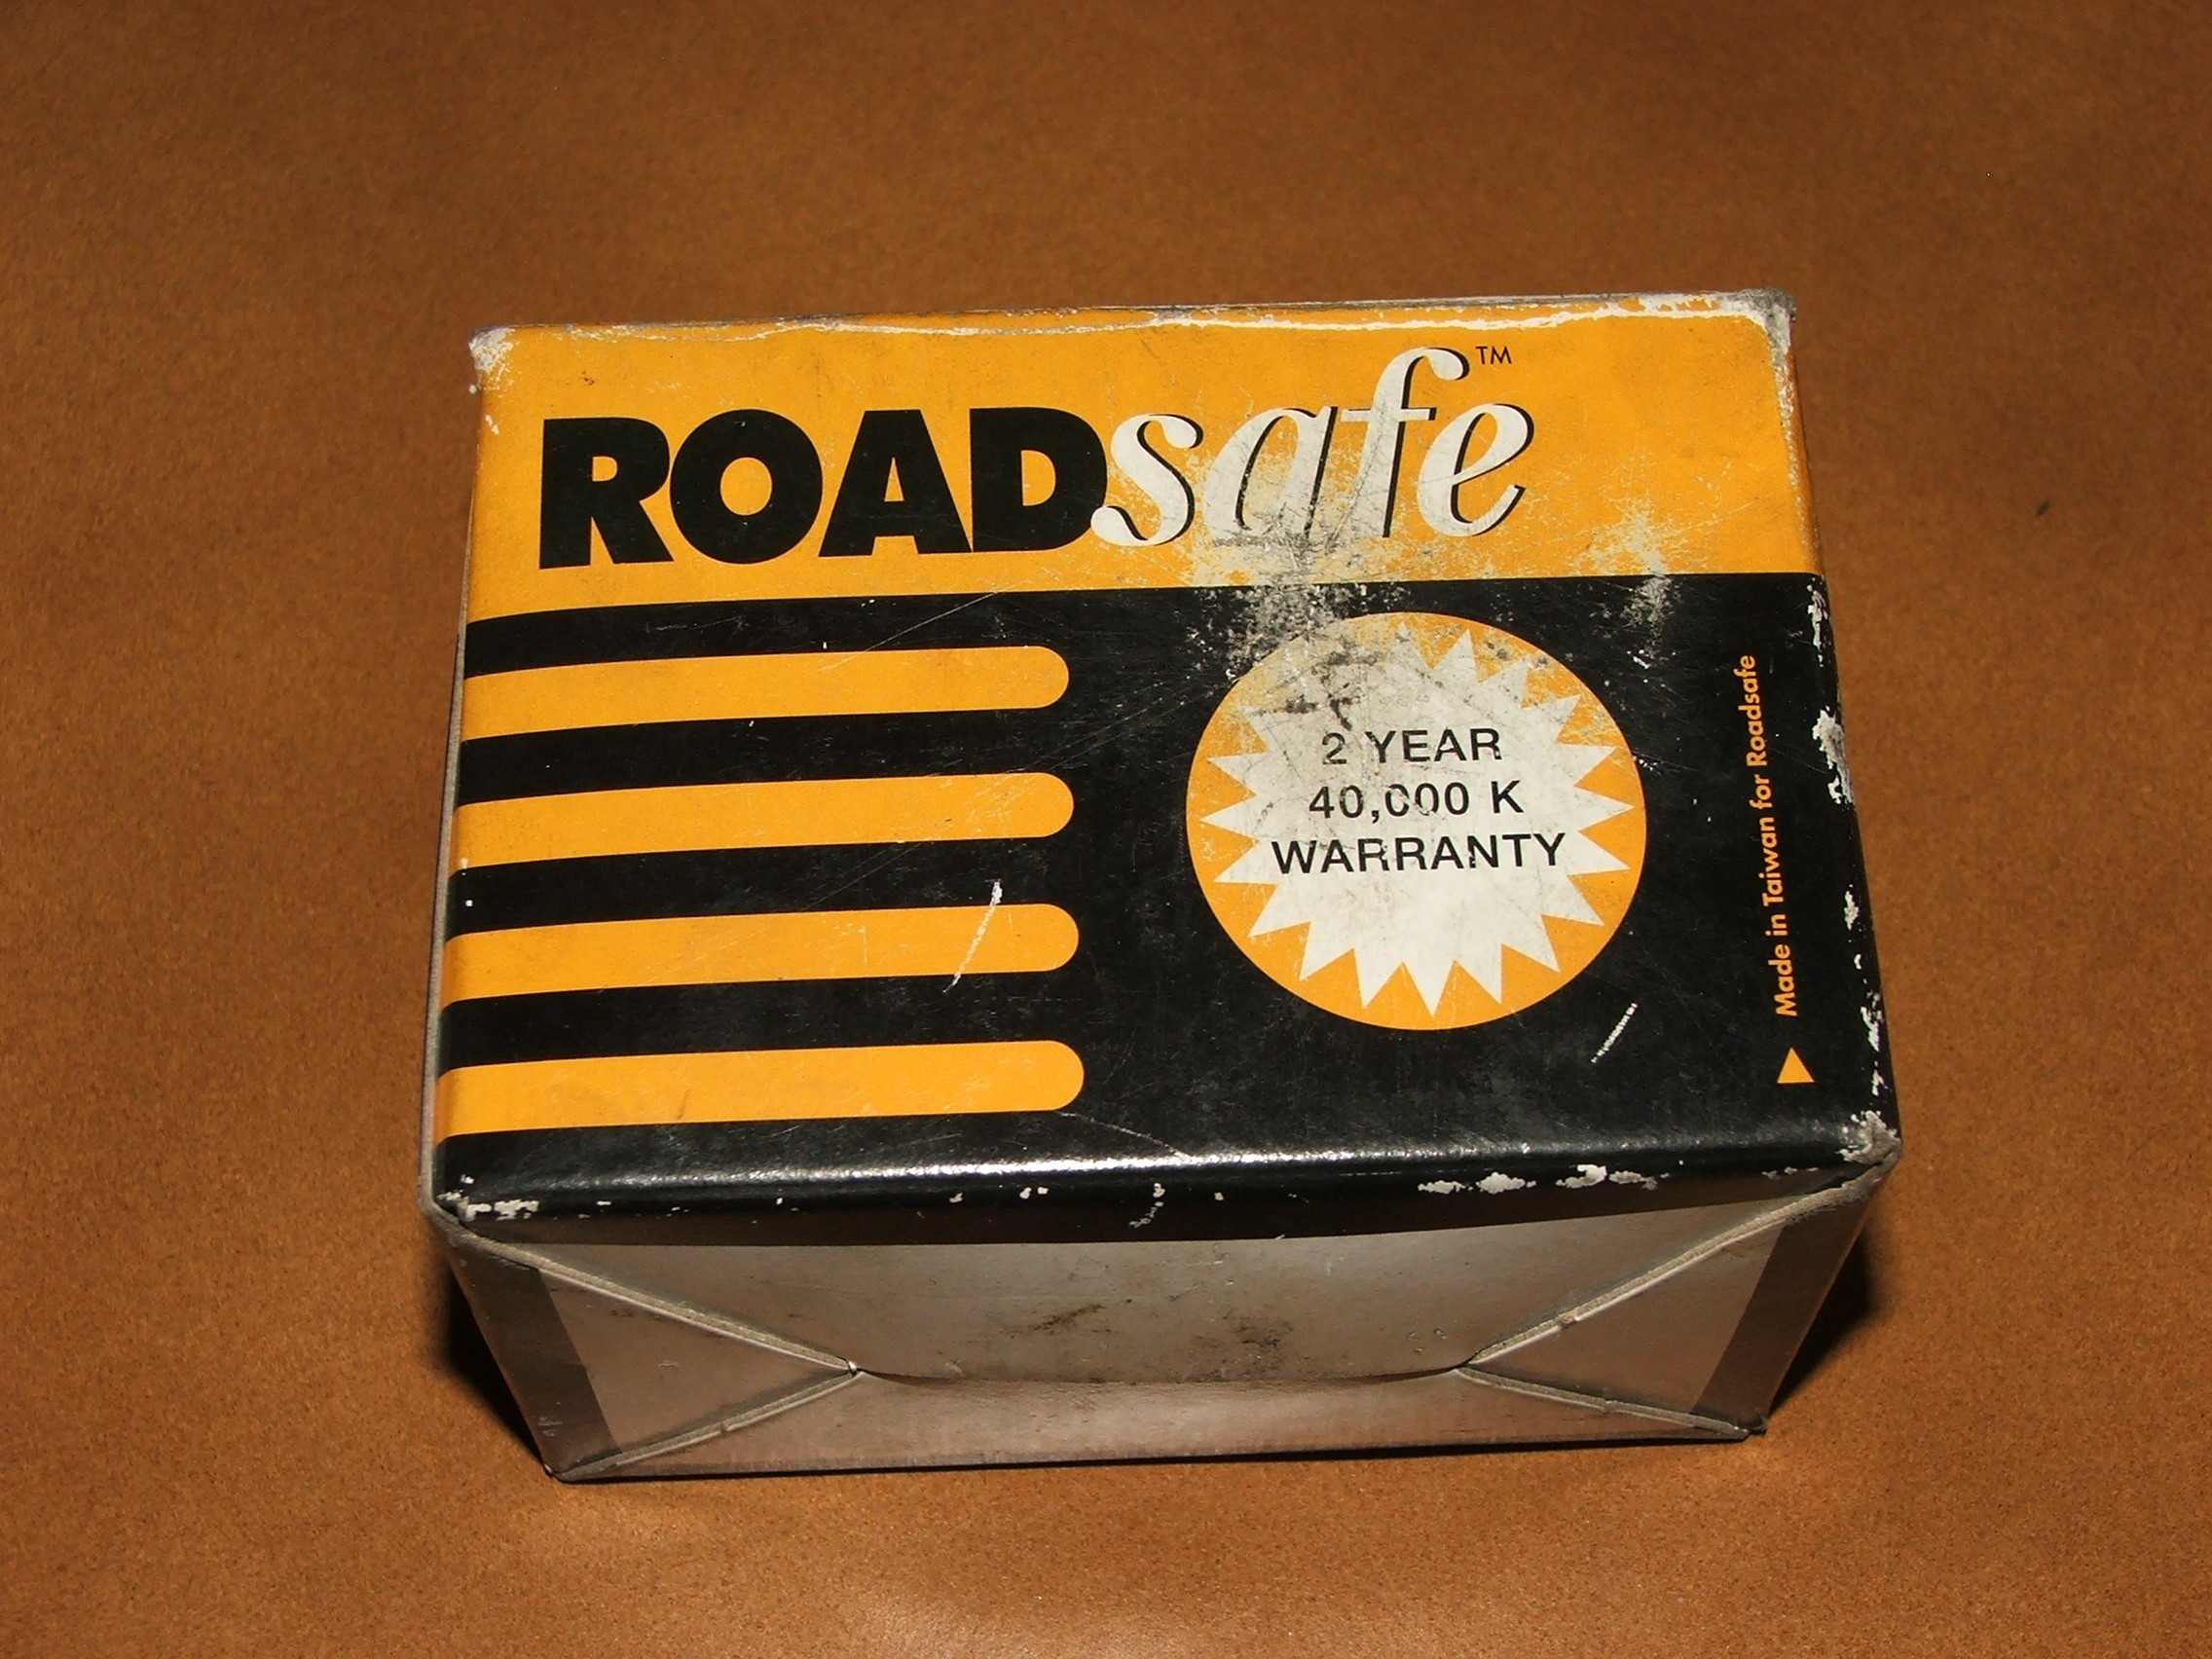 ROADsafe™
2 YEAR
40,000 K
WARRANTY
Made in Taiwan for Roadsafe